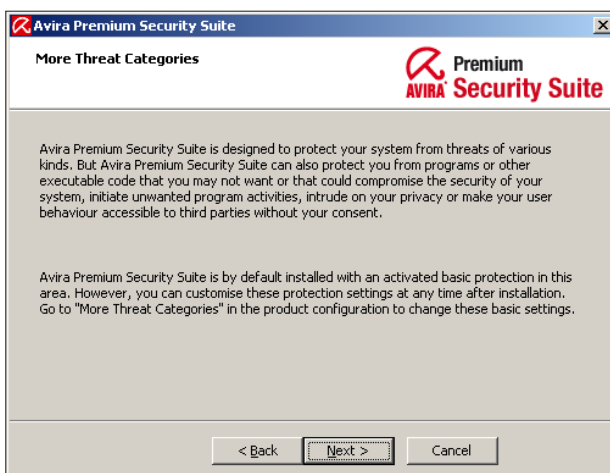 Avira Premium Security Suite
More Threat Categories
Premium
AVIRA Security Suite
Avira Premium Security Suite is designed to protect your system from threats of various
kinds. But Avira Premium Security Suite can also protect you from programs or other
executable code that you may not want or that could compromise the security of your
system, initiate unwanted program activities, intrude on your privacy or make your user
behaviour accessible to third parties without your consent.
Avira Premium Security Suite is by default installed with an activated basic protection in this
area. However, you can customise these protection settings at any time after installation.
Go to "More Threat Categories" in the product configuration to change these basic settings.
< Back Next > Cancel